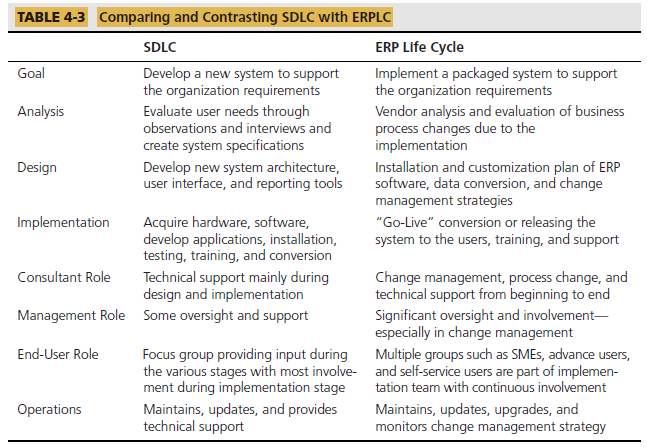 TABLE 4-3 Comparing and Contrasting SDLC with ERPLC
SDLC ERP Life Cycle
Goal Develop a new system to support Implement a packaged system to support
the organization requirements the organization requirements
Analysis Evaluate user needs through Vendor analysis and evaluation of business
observations and interviews and process changes due to the
create system specifications implementation
Design Develop new system architecture, Installation and customization plan of ERP
user interface, and reporting tools software, data conversion, and change
management strategies
Implementation Acquire hardware, software, “Go-Live” conversion or releasing the
develop applications, installation, system to the users, training, and support
testing, training, and conversion
Consultant Role Technical support mainly during Change management, process change, and
design and implementation technical support from beginning to end
Management Role Some oversight and support Significant oversight and involvement—
especially in change management
End-User Role Focus group providing input during Multiple groups such as SMEs, advance users,
the various stages with most involve- and self-service users are part of implemen-
ment during implementation stage tation team with continuous involvement
Operations Maintains, updates, and provides Maintains, updates, upgrades, and
technical support monitors change management strategy